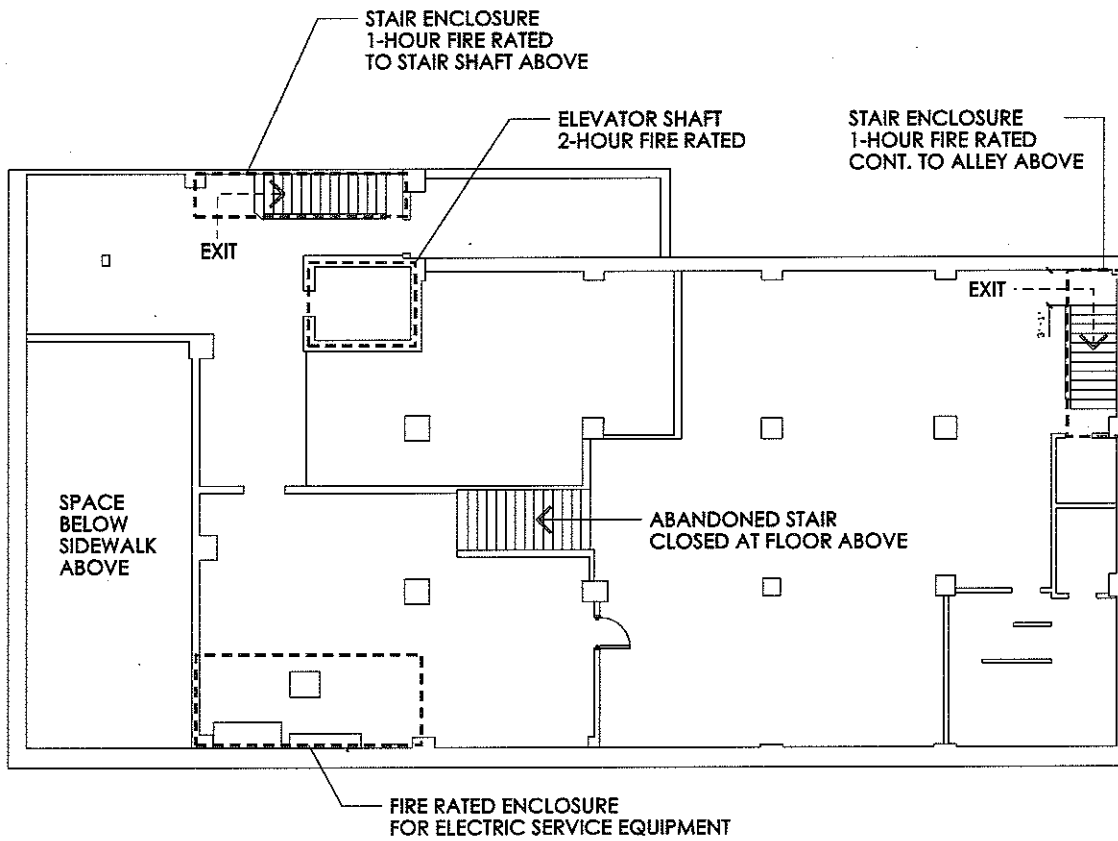 STAIR ENCLOSURE
1-HOUR FIRE RATED
TO STAIR SHAFT ABOVE
ELEVATOR SHAFT
2-HOUR FIRE RATED
STAIR ENCLOSURE
1-HOUR FIRE RATED
CONT. TO ALLEY ABOVE
EXIT
EXIT
3'-1"
SPACE
BELOW
SIDEWALK
ABOVE
ABANDONED STAIR
CLOSED AT FLOOR ABOVE
FIRE RATED ENCLOSURE
FOR ELECTRIC SERVICE EQUIPMENT